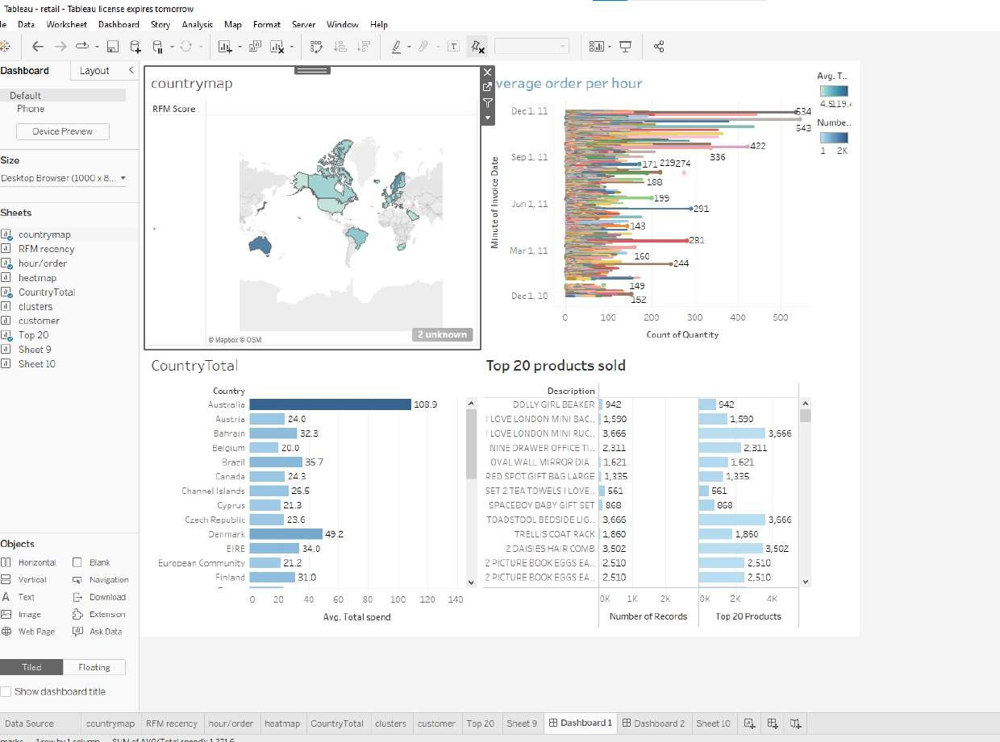 Tableau - retail - Tableau license expires tomorrow
le Data Worksheet Dashboard Story Analysis Map Format Server Window Help
Dashboard Layout
Default
Phone
Device Preview
Size
Desktop Browser (1000 x 8...
Sheets
countrymap
RFM recency
hour/order
heatmap
CountryTotal
clusters
customer
Top 20
Sheet 9
Sheet 10
Objects
Horizontal Blank
Vertical Navigation
Text Download
Image Extension
Web Page Ask Data
Tiled Floating
Show dashboard title
countrymap
RFM Score
© Mapbox © OSM
2 unknown
verage order per hour
Minute of Invoice Date
Dec 1, 11
Sep 1, 11
Jun 1, 11
Mar 1, 11
Dec 1, 10
534
543
422
336
171 219 274
188
199
291
143
281
160
244
149
152
0 100 200 300 400 500
Count of Quantity
Avg. T..
4.5119.4
Numbe..
1 2K
CountryTotal
Country
Australia 108.9
Austria 24.0
Bahrain 32.3
Belgium 20.0
Brazil 35.7
Canada 24.3
Channel Islands 26.5
Cyprus 21.3
Czech Republic 23.6
Denmark 49.2
EIRE 34.0
European Community 21.2
Finland 31.0
0 20 40 60 80 100 120 140
Avg. Total spend
Top 20 products sold
Description
DOLLY GIRL BEAKER 942 942
I LOVE LONDON MINI BAC.. 1,590 1,590
I LOVE LONDON MINI RUC.. 3,666 3,666
NINE DRAWER OFFICE TI.. 2,311 2,311
OVAL WALL MIRROR DIA.. 1,621 1,621
RED SPOT GIFT BAG LARGE 1,335 1,335
SET 2 TEA TOWELS I LOVE.. 561 561
SPACEBOY BABY GIFT SET 868 868
TOADSTOOL BEDSIDE LIG.. 3,666 3,666
TRELLIS COAT RACK 1,860 1,860
2 DAISIES HAIR COMB 3,502 3,502
2 PICTURE BOOK EGGS EA.. 2,510 2,510
2 PICTURE BOOK EGGS EA.. 2,510 2,510
0K 1K 2K 0K 2K 4K
Number of Records Top 20 Products
Data Source countrymap RFM recency hour/order heatmap CountryTotal clusters customer Top 20 Sheet 9 Dashboard 1 Dashboard 2 Sheet 10
marks 1 row by 1 column SUM of AVG(Total spend): 1,371.6